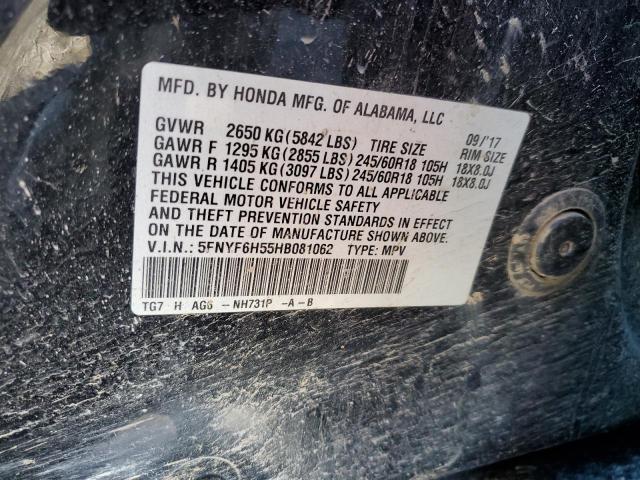 MFD. BY HONDA MFG. OF ALABAMA, LLC
GVWR 2650 KG(5842 LBS) TIRE SIZE 09/'17 RIM SIZE
GAWR F 1295 KG(2855 LBS)245/60R18 105H 18X8.0J
GAWR R 1405 KG(3097 LBS)245/60R18 105H 18X8.0J
THIS VEHICLE CONFORMS TO ALL APPLICABLE
FEDERAL MOTOR VEHICLE SAFETY
AND THEFT PREVENTION STANDARDS IN EFFECT
ON THE DATE OF MANUFACTURE SHOWN ABOVE.
V.I.N.: 5FNYF6H55HB081062 TYPE: MPV
TG7 H AG6 -NH731P -A-B